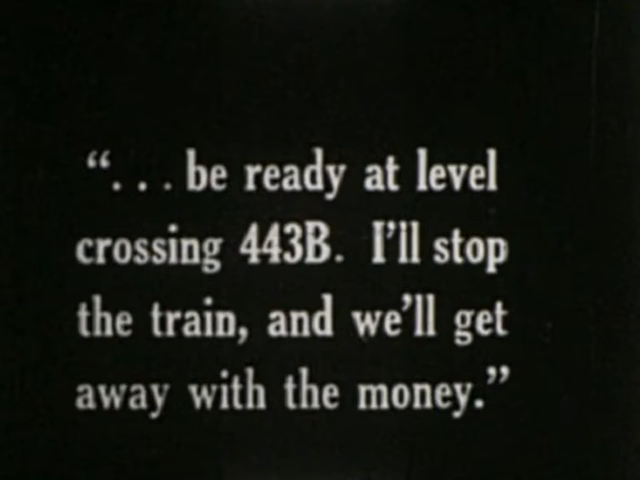 “. . . be ready at level
crossing 443B. I’ll stop
the train, and we’ll get
away with the money.”